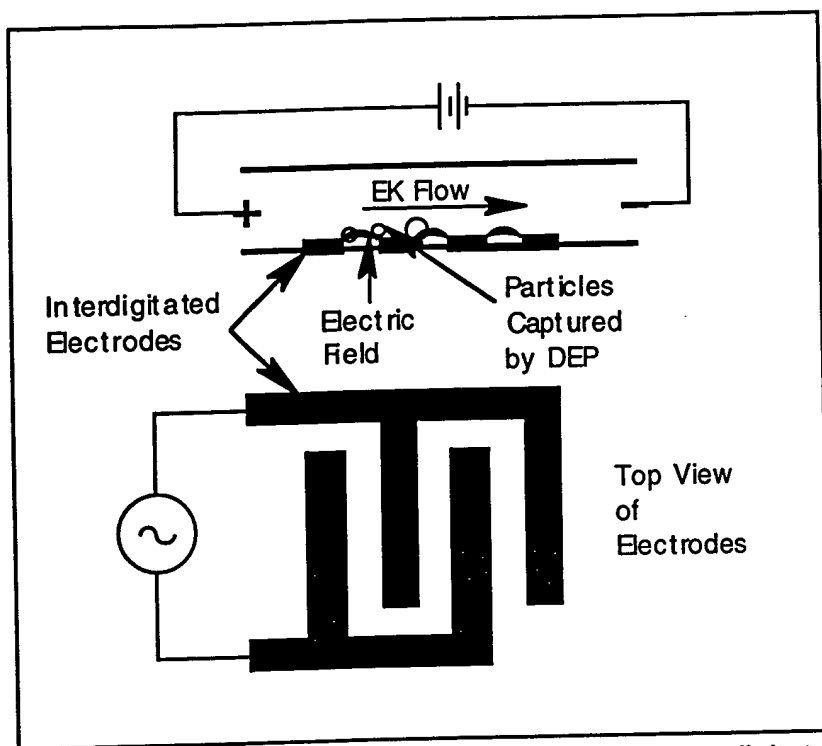 EK Flow
+
−
Interdigitated
Electrodes
Electric
Field
Particles
Captured
by DEP
Top View
of
Electrodes